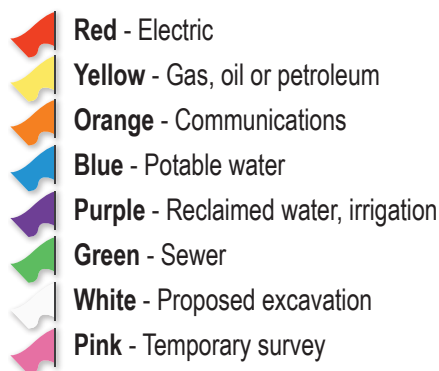 Red - Electric
Yellow - Gas, oil or petroleum
Orange - Communications
Blue - Potable water
Purple - Reclaimed water, irrigation
Green - Sewer
White - Proposed excavation
Pink - Temporary survey